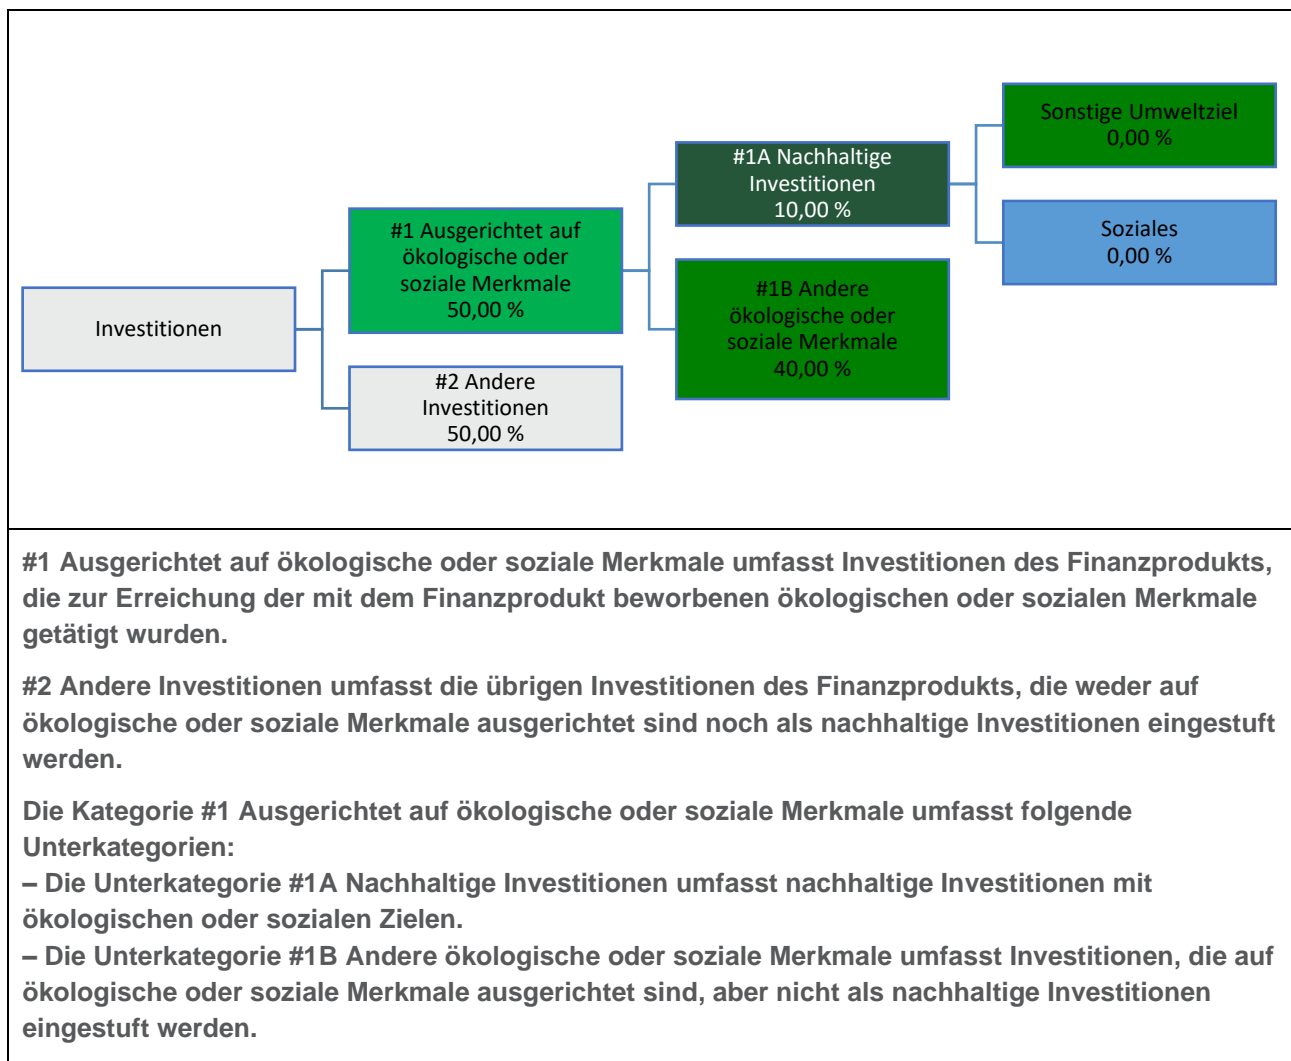 Investitionen
#1 Ausgerichtet auf
ökologische oder
soziale Merkmale
50,00 %
#2 Andere
Investitionen
50,00 %
#1A Nachhaltige
Investitionen
10,00 %
#1B Andere
ökologische oder
soziale Merkmale
40,00 %
Sonstige Umweltziel
0,00 %
Soziales
0,00 %
#1 Ausgerichtet auf ökologische oder soziale Merkmale umfasst Investitionen des Finanzprodukts,
die zur Erreichung der mit dem Finanzprodukt beworbenen ökologischen oder sozialen Merkmale
getätigt wurden.
#2 Andere Investitionen umfasst die übrigen Investitionen des Finanzprodukts, die weder auf
ökologische oder soziale Merkmale ausgerichtet sind noch als nachhaltige Investitionen eingestuft
werden.
Die Kategorie #1 Ausgerichtet auf ökologische oder soziale Merkmale umfasst folgende
Unterkategorien:
– Die Unterkategorie #1A Nachhaltige Investitionen umfasst nachhaltige Investitionen mit
ökologischen oder sozialen Zielen.
– Die Unterkategorie #1B Andere ökologische oder soziale Merkmale umfasst Investitionen, die auf
ökologische oder soziale Merkmale ausgerichtet sind, aber nicht als nachhaltige Investitionen
eingestuft werden.